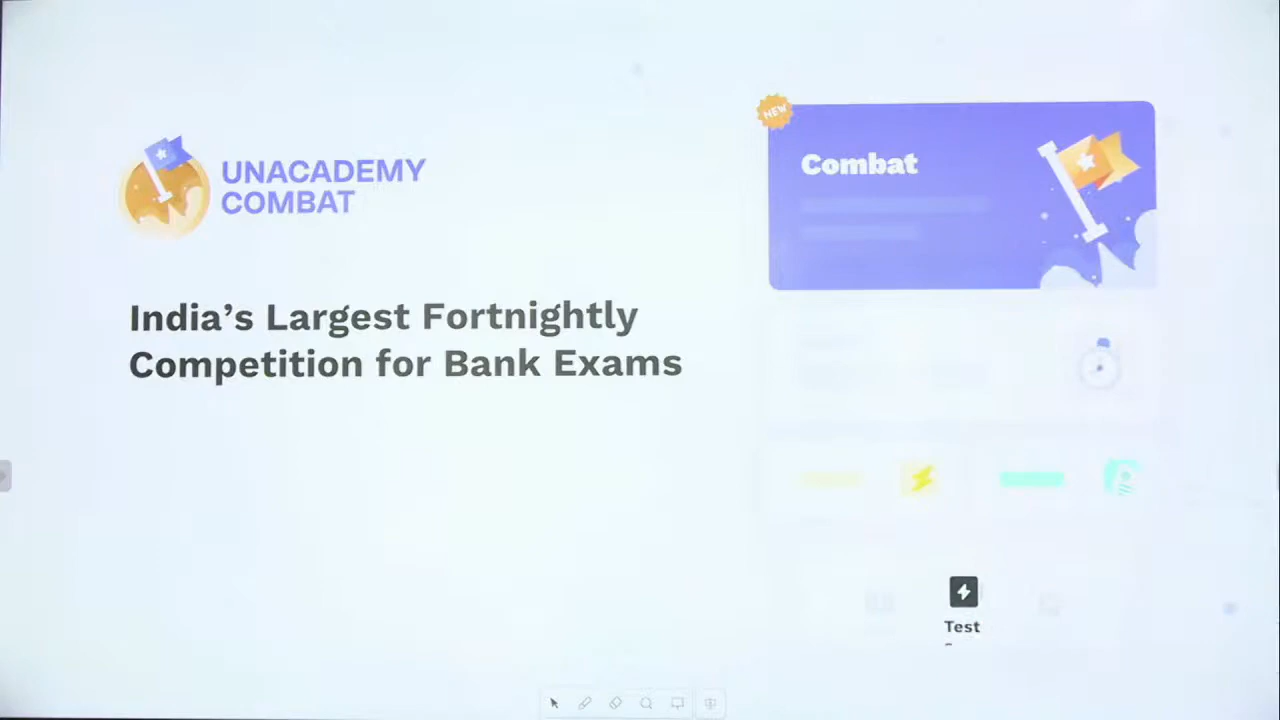 UNACADEMY
COMBAT
India's Largest Fortnightly
Competition for Bank Exams
NEW
Combat
Test